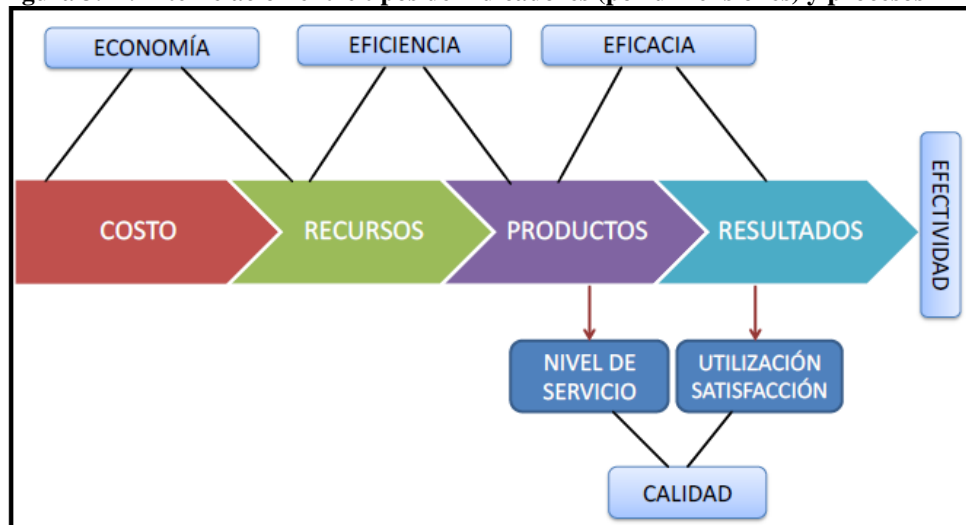 ECONOMÍA
EFICIENCIA
EFICACIA
COSTO
RECURSOS
PRODUCTOS
RESULTADOS
EFECTIVIDAD
NIVEL DE
SERVICIO
UTILIZACIÓN
SATISFACCIÓN
CALIDAD